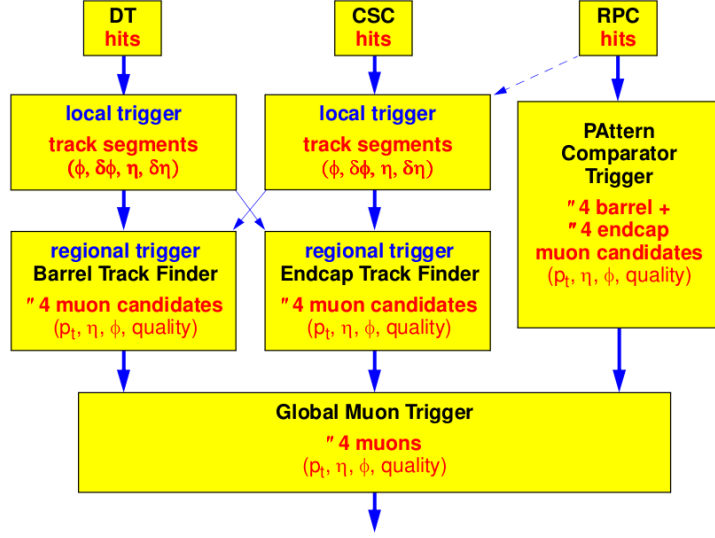 DT
hits
CSC
hits
RPC
hits
local trigger
track segments
(ϕ, δϕ, η, δη)
local trigger
track segments
(ϕ, δϕ, η, δη)
PAttern
Comparator
Trigger
" 4 barrel +
" 4 endcap
muon candidates
(pt, η, ϕ, quality)
regional trigger
Barrel Track Finder
" 4 muon candidates
(pt, η, ϕ, quality)
regional trigger
Endcap Track Finder
" 4 muon candidates
(pt, η, ϕ, quality)
Global Muon Trigger
" 4 muons
(pt, η, ϕ, quality)